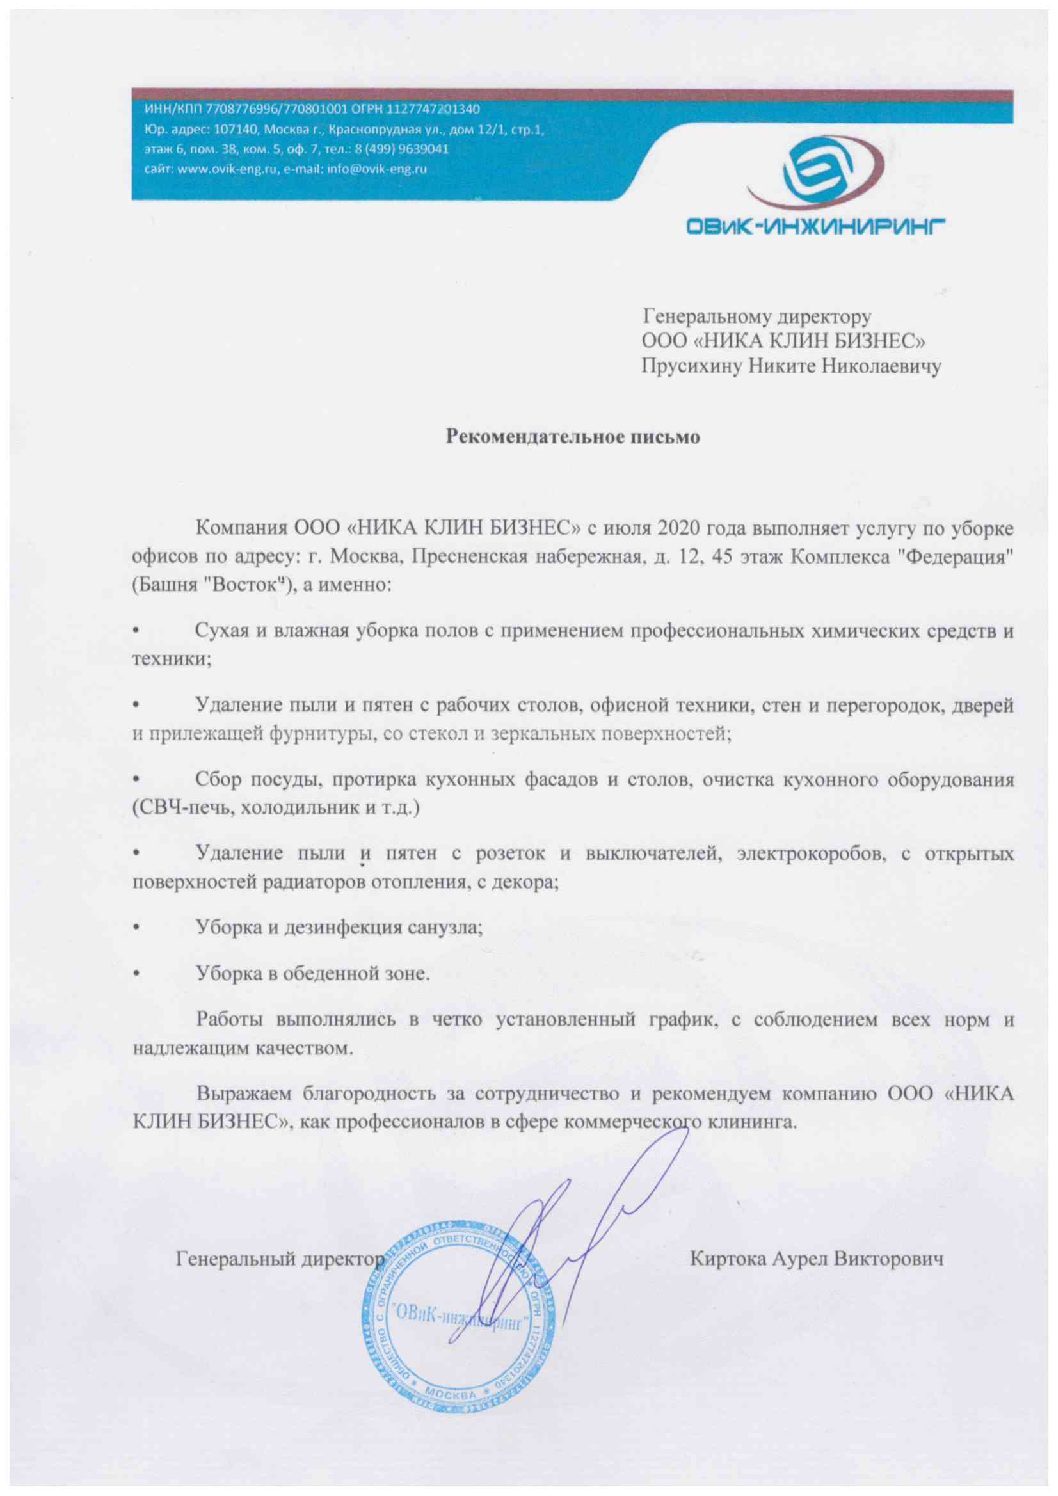 ИНН/КПП 7708776996/770801001 ОГРН 1127747201340
Юр. адрес: 107140, Москва г., Краснопрудная ул., дом 12/1, стр.1,
этаж 6, пом. 38, ком. 5, оф. 7, тел.: 8 (499) 9639041
сайт: www.ovik-eng.ru, e-mail: info@ovik-eng.ru
ОВиК-ИНЖИНИРИНГ
Генеральному директору
ООО «НИКА КЛИН БИЗНЕС»
Прусихину Никите Николаевичу
Рекомендательное письмо
Компания ООО «НИКА КЛИН БИЗНЕС» с июля 2020 года выполняет услугу по уборке
офисов по адресу: г. Москва, Пресненская набережная, д. 12, 45 этаж Комплекса "Федерация"
(Башня "Восток"), а именно:
• Сухая и влажная уборка полов с применением профессиональных химических средств и
техники;
• Удаление пыли и пятен с рабочих столов, офисной техники, стен и перегородок, дверей
и прилежащей фурнитуры, со стекол и зеркальных поверхностей;
• Сбор посуды, протирка кухонных фасадов и столов, очистка кухонного оборудования
(СВЧ-печь, холодильник и т.д.)
• Удаление пыли и пятен с розеток и выключателей, электрокоробов, с открытых
поверхностей радиаторов отопления, с декора;
• Уборка и дезинфекция санузла;
• Уборка в обеденной зоне.
Работы выполнялись в четко установленный график, с соблюдением всех норм и
надлежащим качеством.
Выражаем благородность за сотрудничество и рекомендуем компанию ООО «НИКА
КЛИН БИЗНЕС», как профессионалов в сфере коммерческого клининга.
Генеральный директор
Киртока Аурел Викторович
ОБЩЕСТВО С ОГРАНИЧЕННОЙ ОТВЕТСТВЕННОСТЬЮ * ОГРН 1127747201340
"ОВиК-инжиниринг"
* МОСКВА *